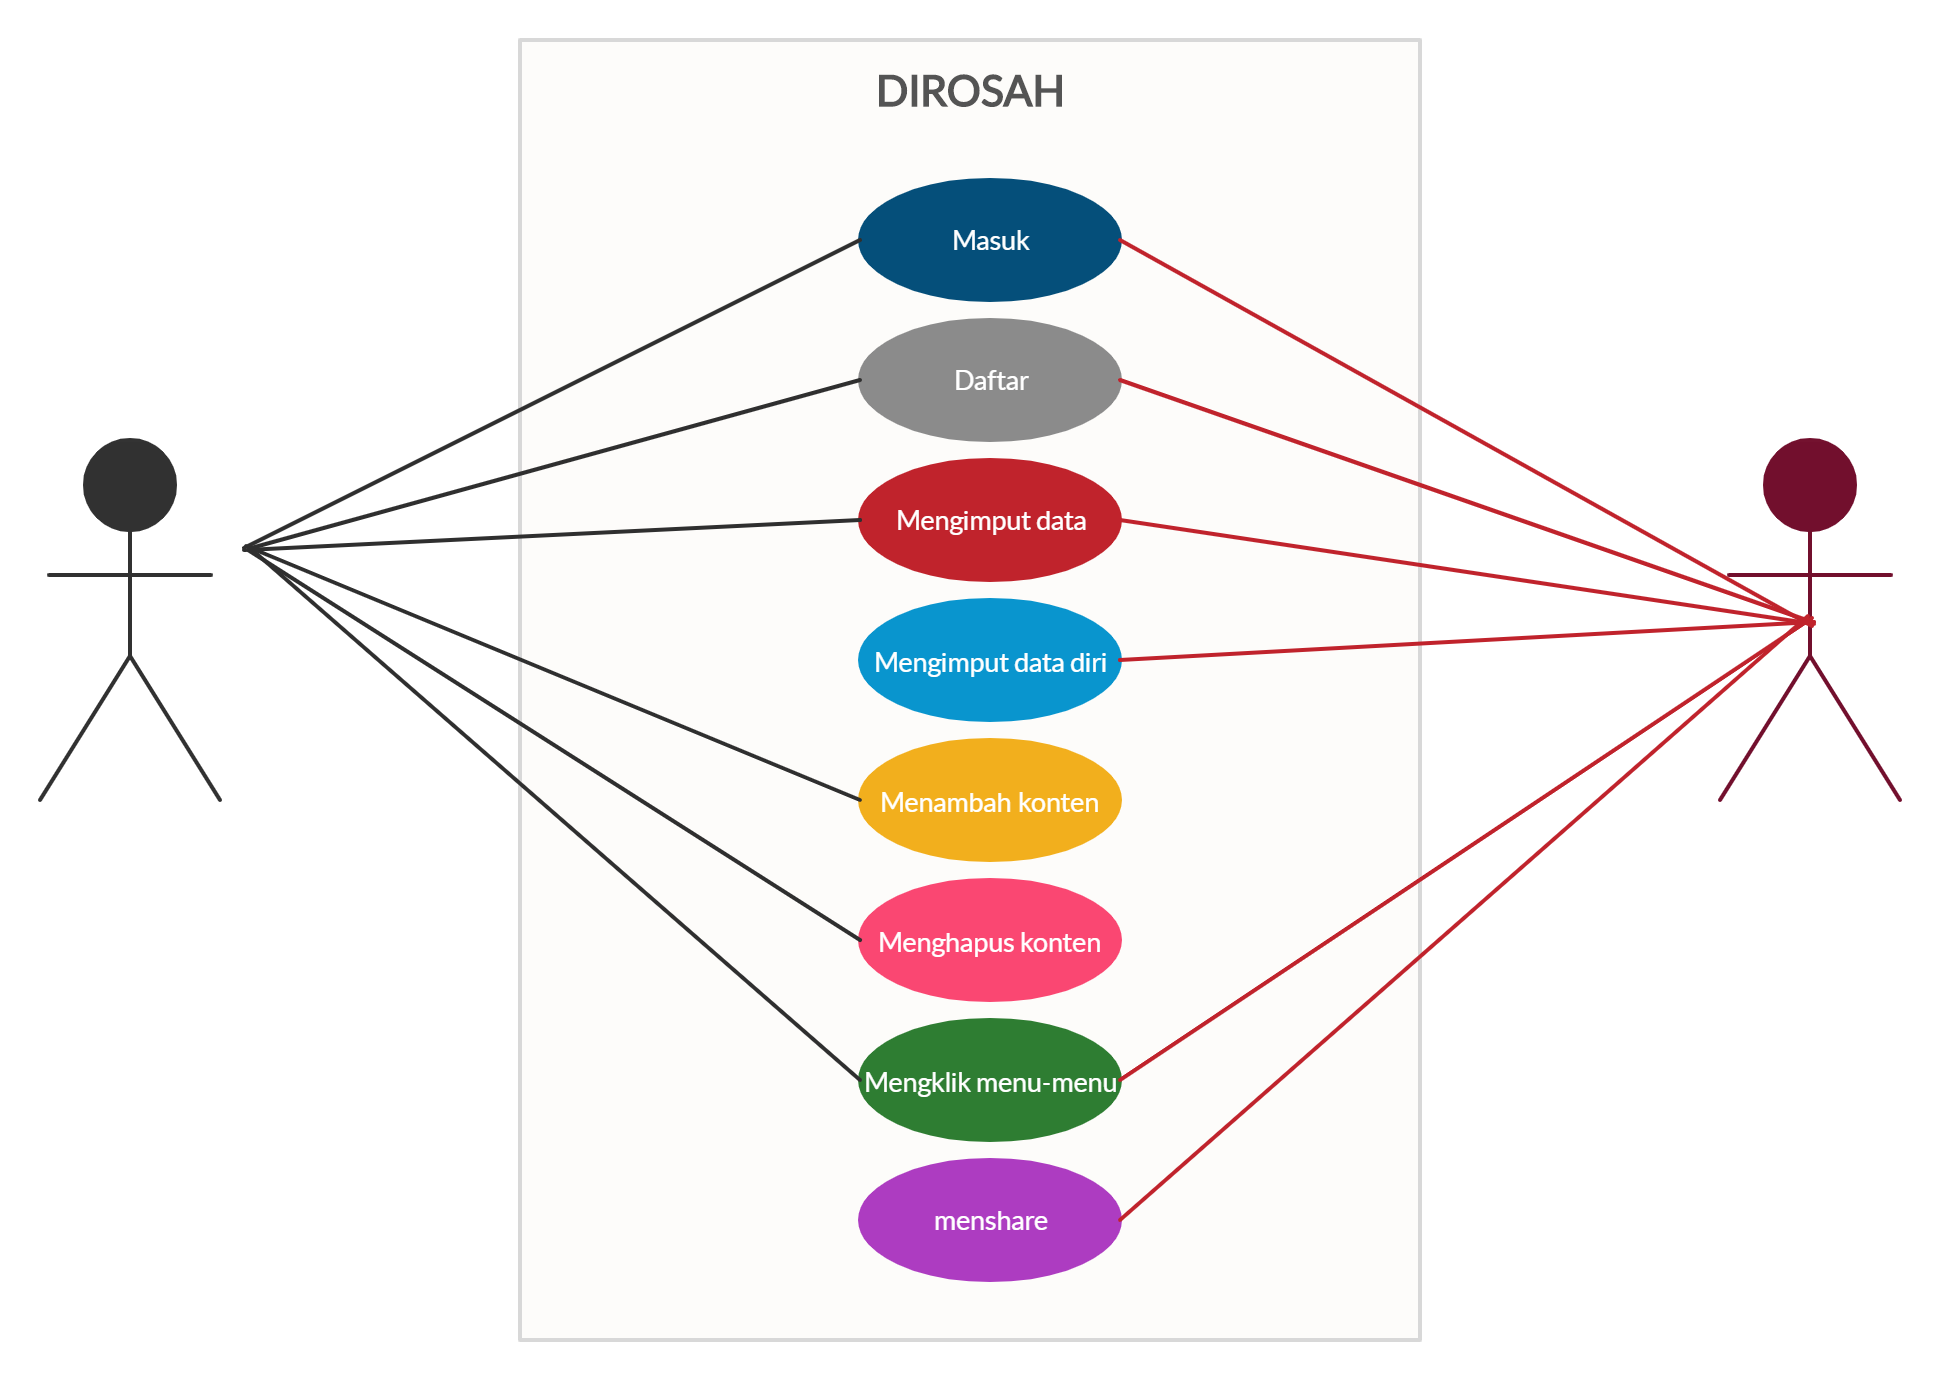 DIROSAH
Masuk
Daftar
Mengimput data
Mengimput data diri
Menambah konten
Menghapus konten
Mengklik menu-menu
menshare